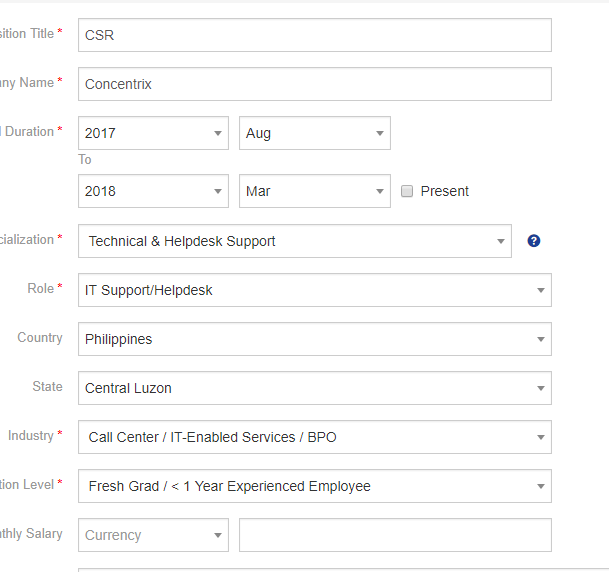 sition Title * CSR
any Name * Concentrix
d Duration * 2017 Aug
To
2018 Mar Present
cialization * Technical & Helpdesk Support ?
Role * IT Support/Helpdesk
Country Philippines
State Central Luzon
Industry * Call Center / IT-Enabled Services / BPO
tion Level * Fresh Grad / < 1 Year Experienced Employee
thly Salary Currency